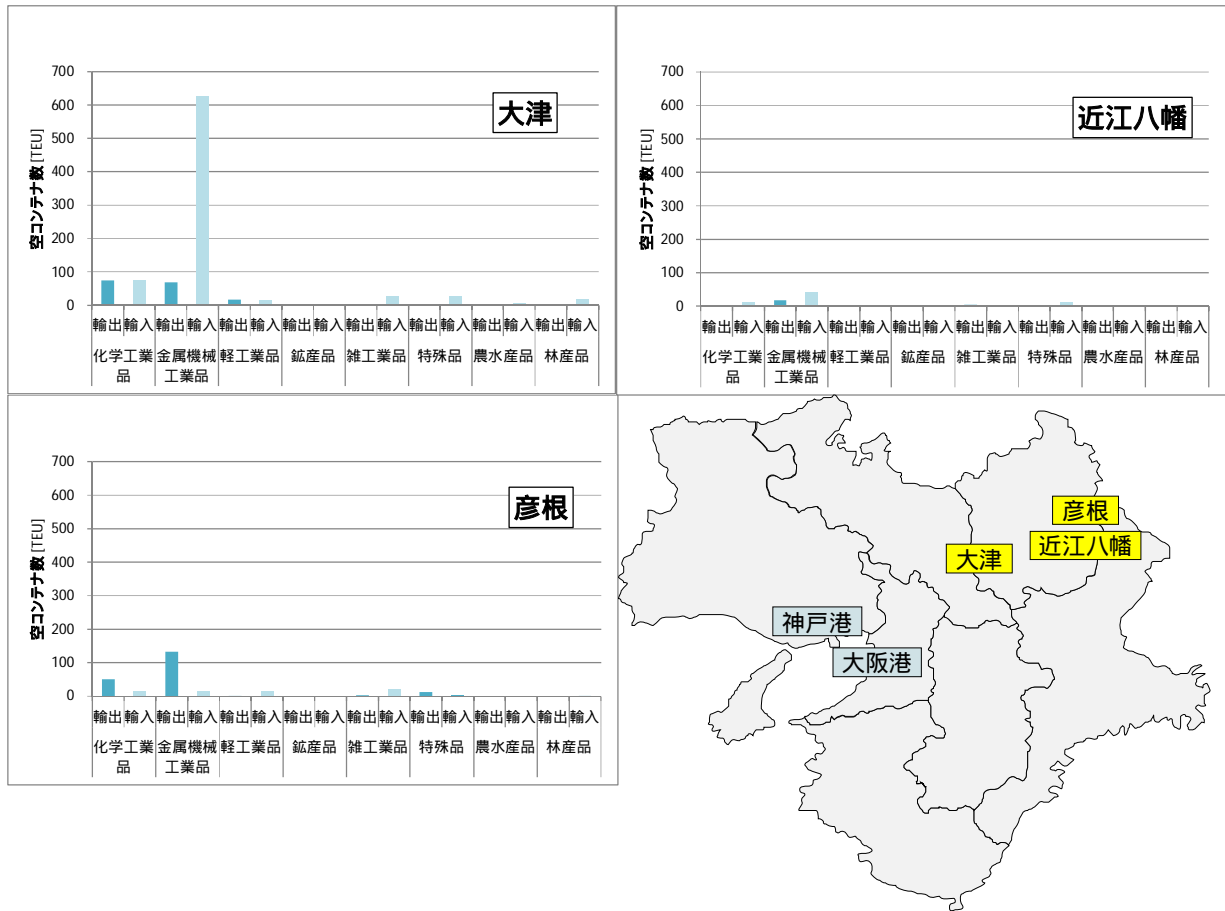 700
600
500
400
300
200
100
0
空コンテナ数 [TEU]
大津
輸出 輸入 輸出 輸入 輸出 輸入 輸出 輸入 輸出 輸入 輸出 輸入 輸出 輸入 輸出 輸入
化学工業品 金属機械工業品 軽工業品 鉱産品 雑工業品 特殊品 農水産品 林産品
700
600
500
400
300
200
100
0
空コンテナ数 [TEU]
近江八幡
輸出 輸入 輸出 輸入 輸出 輸入 輸出 輸入 輸出 輸入 輸出 輸入 輸出 輸入 輸出 輸入
化学工業品 金属機械工業品 軽工業品 鉱産品 雑工業品 特殊品 農水産品 林産品
700
600
500
400
300
200
100
0
空コンテナ数 [TEU]
彦根
輸出 輸入 輸出 輸入 輸出 輸入 輸出 輸入 輸出 輸入 輸出 輸入 輸出 輸入 輸出 輸入
化学工業品 金属機械工業品 軽工業品 鉱産品 雑工業品 特殊品 農水産品 林産品
彦根
近江八幡
大津
神戸港
大阪港